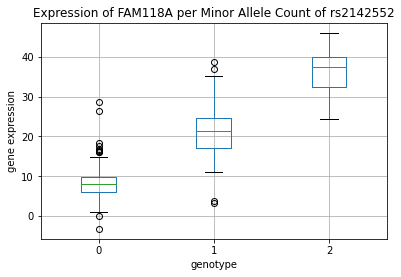 Expression of FAM118A per Minor Allele Count of rs2142552
gene expression
40
30
20
10
0
0 1 2
genotype